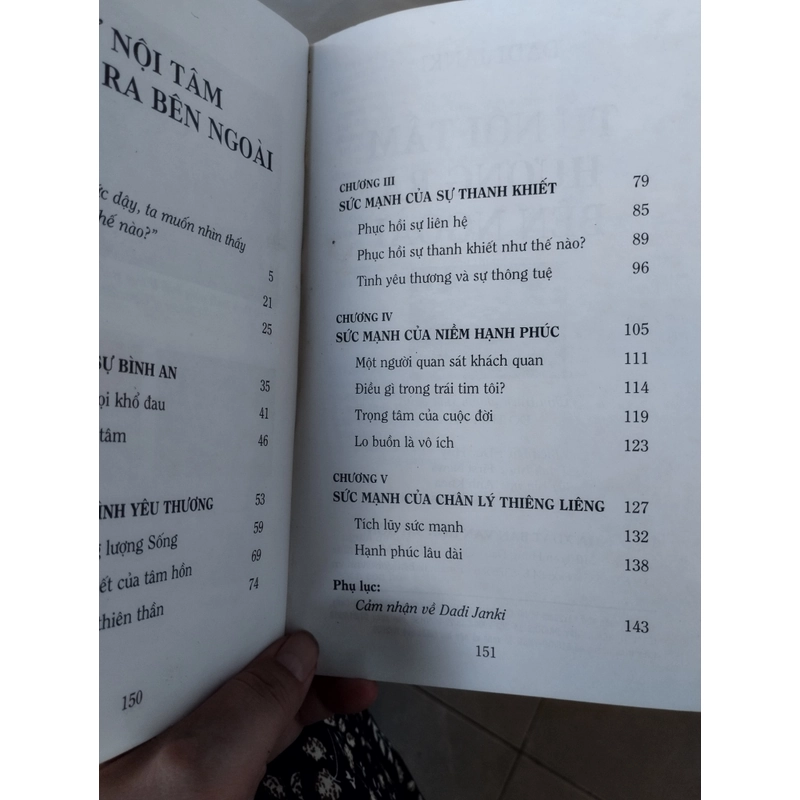 NỘI TÂM
RA BÊN NGOÀI
dậy, ta muốn nhìn thấy
nào?”
5
21
25
SỰ BÌNH AN 35
khổ đau 41
tâm 46
YÊU THƯƠNG 53
lượng Sống 59
của tâm hồn 69
thiên thần 74
150
CHƯƠNG III
SỨC MẠNH CỦA SỰ THANH KHIẾT 79
Phục hồi sự liên hệ 85
Phục hồi sự thanh khiết như thế nào? 89
Tình yêu thương và sự thông tuệ 96
CHƯƠNG IV
SỨC MẠNH CỦA NIỀM HẠNH PHÚC 105
Một người quan sát khách quan 111
Điều gì trong trái tim tôi? 114
Trọng tâm của cuộc đời 119
Lo buồn là vô ích 123
CHƯƠNG V
SỨC MẠNH CỦA CHÂN LÝ THIÊNG LIÊNG 127
Tích lũy sức mạnh 132
Hạnh phúc lâu dài 138
Phụ lục:
Cảm nhận về Dadi Janki 143
151